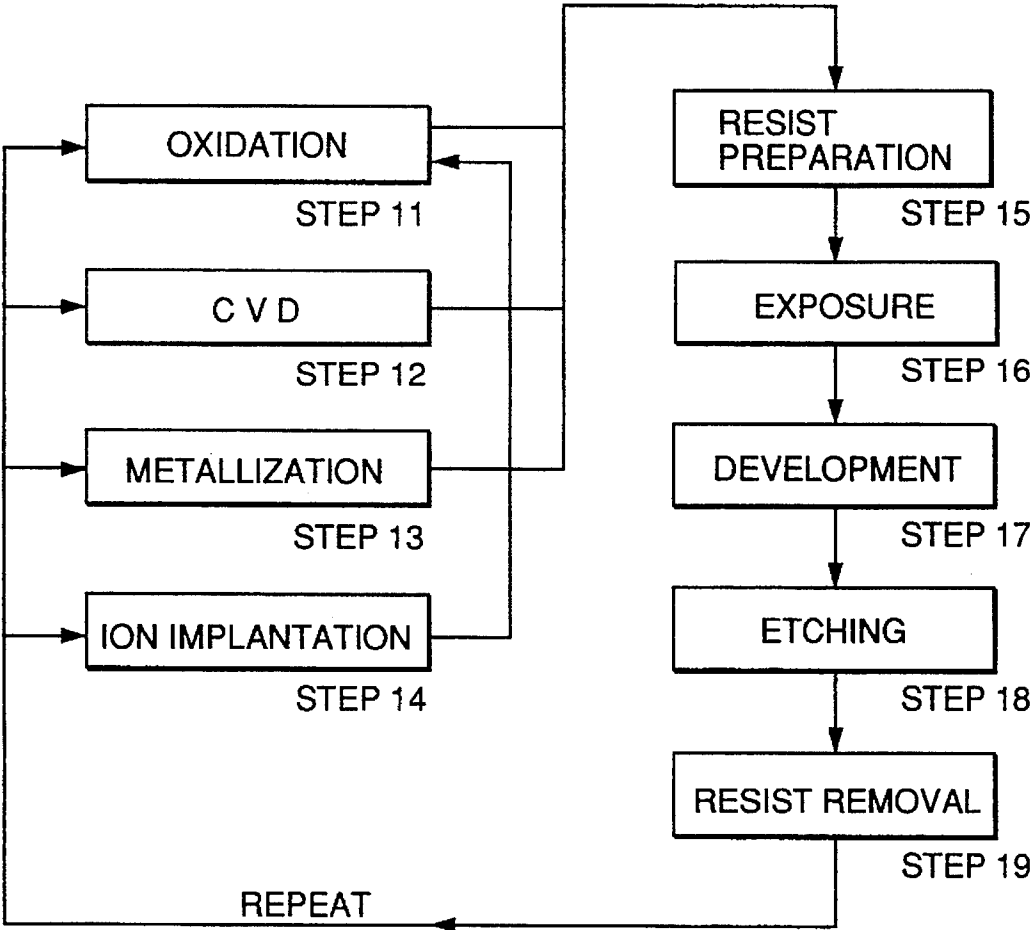 OXIDATION
STEP 11
C V D
STEP 12
METALLIZATION
STEP 13
ION IMPLANTATION
STEP 14
RESIST
PREPARATION
STEP 15
EXPOSURE
STEP 16
DEVELOPMENT
STEP 17
ETCHING
STEP 18
RESIST REMOVAL
STEP 19
REPEAT